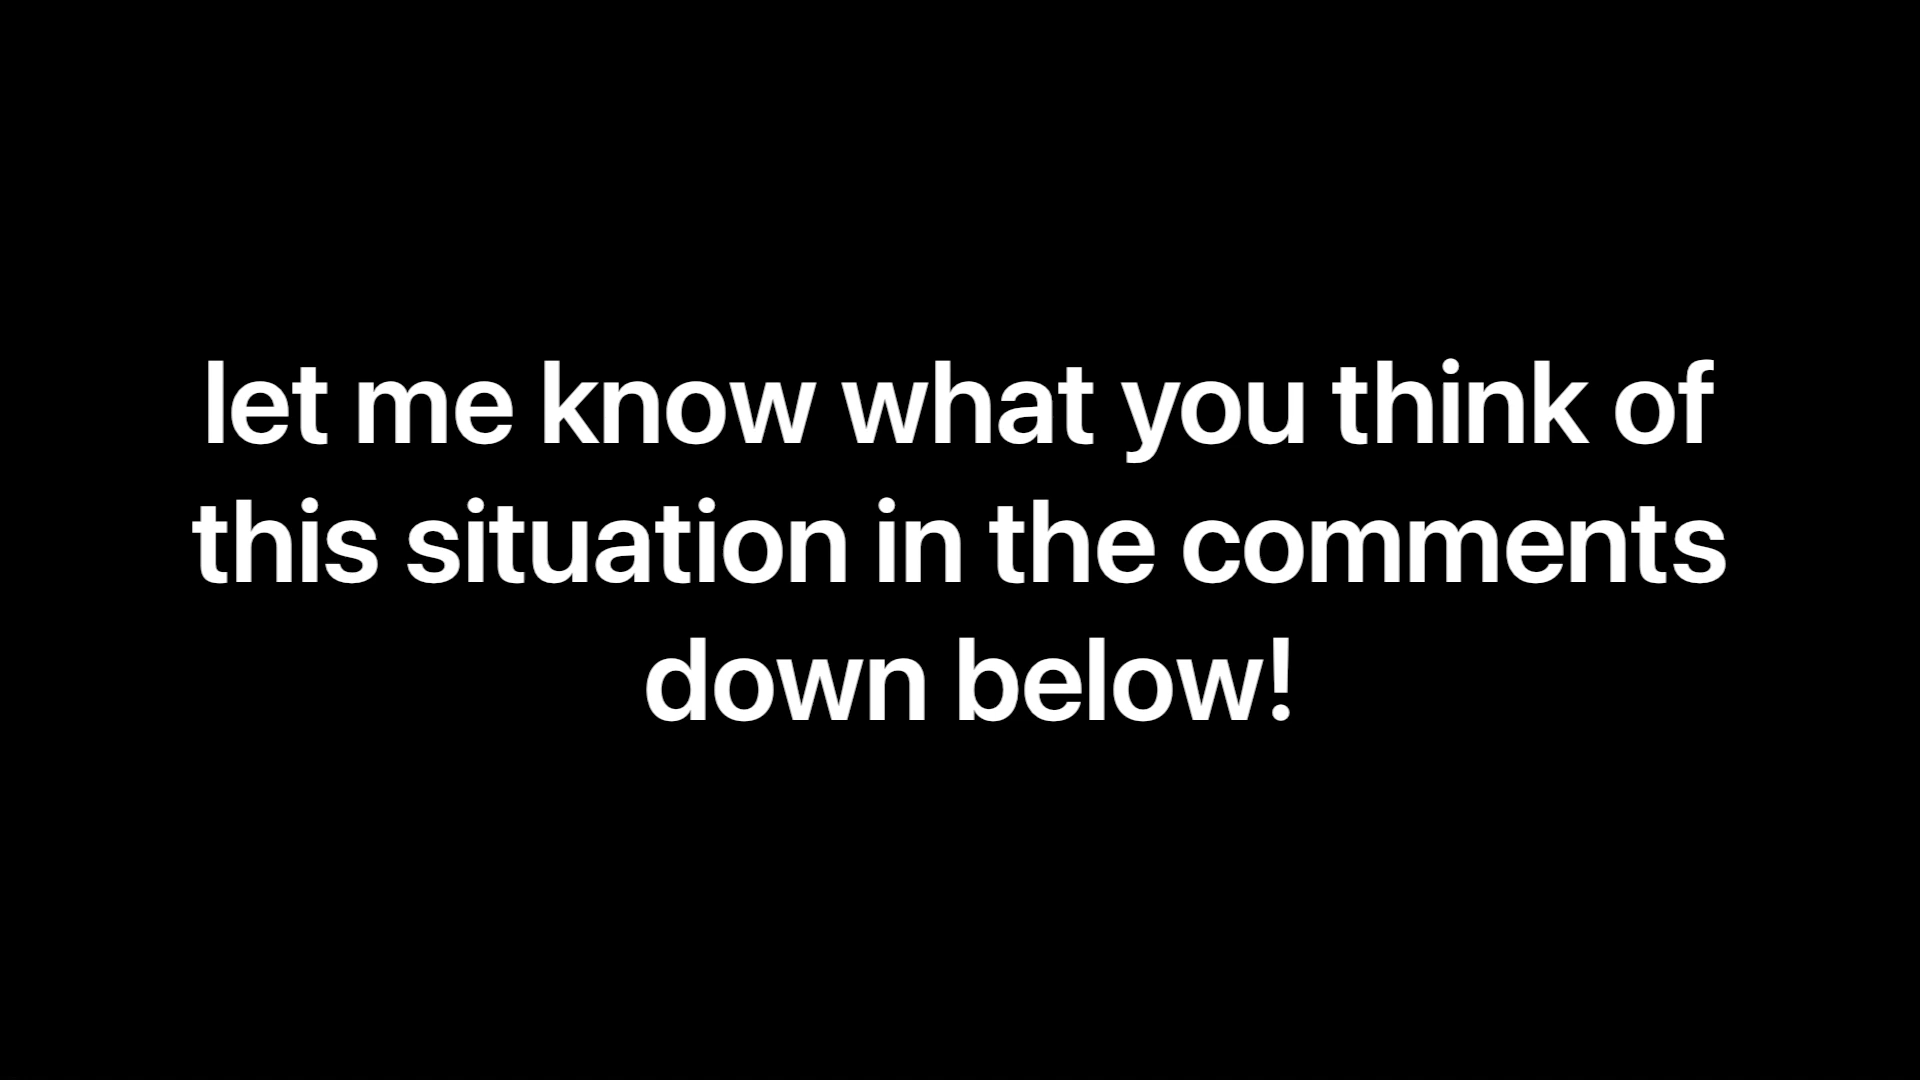 let me know what you think of
this situation in the comments
down below!